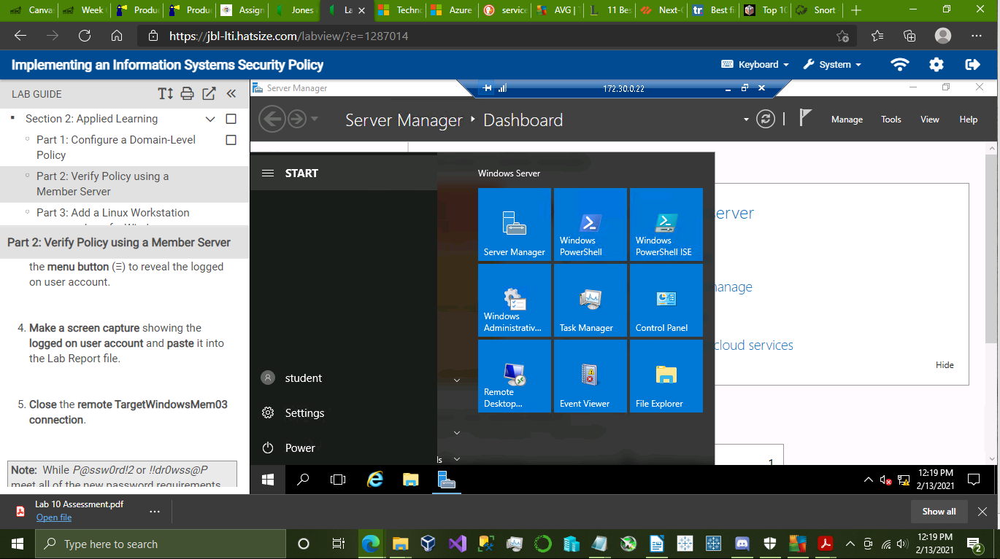 Canvas
Week
Produ
Produ
Assign
Jones
La
Techno
Azure
service
AVG | T
11 Bes
Next-G
Best fi
Top 10
Snort
https://jbl-lti.hatsize.com/labview/?e=1287014
Implementing an Information Systems Security Policy
Keyboard
System
LAB GUIDE
Section 2: Applied Learning
Part 1: Configure a Domain-Level
Policy
Part 2: Verify Policy using a
Member Server
Part 3: Add a Linux Workstation
Part 2: Verify Policy using a Member Server
the menu button (☰) to reveal the logged
on user account.
4. Make a screen capture showing the
logged on user account and paste it into
the Lab Report file.
5. Close the remote TargetWindowsMem03
connection.
Note: While P@ssw0rd!2 or !!dr0wss@P
meet all of the new password requirements
Server Manager
172.30.0.22
Server Manager ‣ Dashboard
Manage
Tools
View
Help
START
Windows Server
Server Manager
Windows
PowerShell
Windows
PowerShell ISE
Windows
Administrativ...
Task Manager
Control Panel
Remote
Desktop...
Event Viewer
File Explorer
student
Settings
Power
ls
erver
nanage
cloud services
Hide
1
12:19 PM
2/13/2021
Lab 10 Assessment.pdf
Open file
Show all
Type here to search
12:19 PM
2/13/2021
2